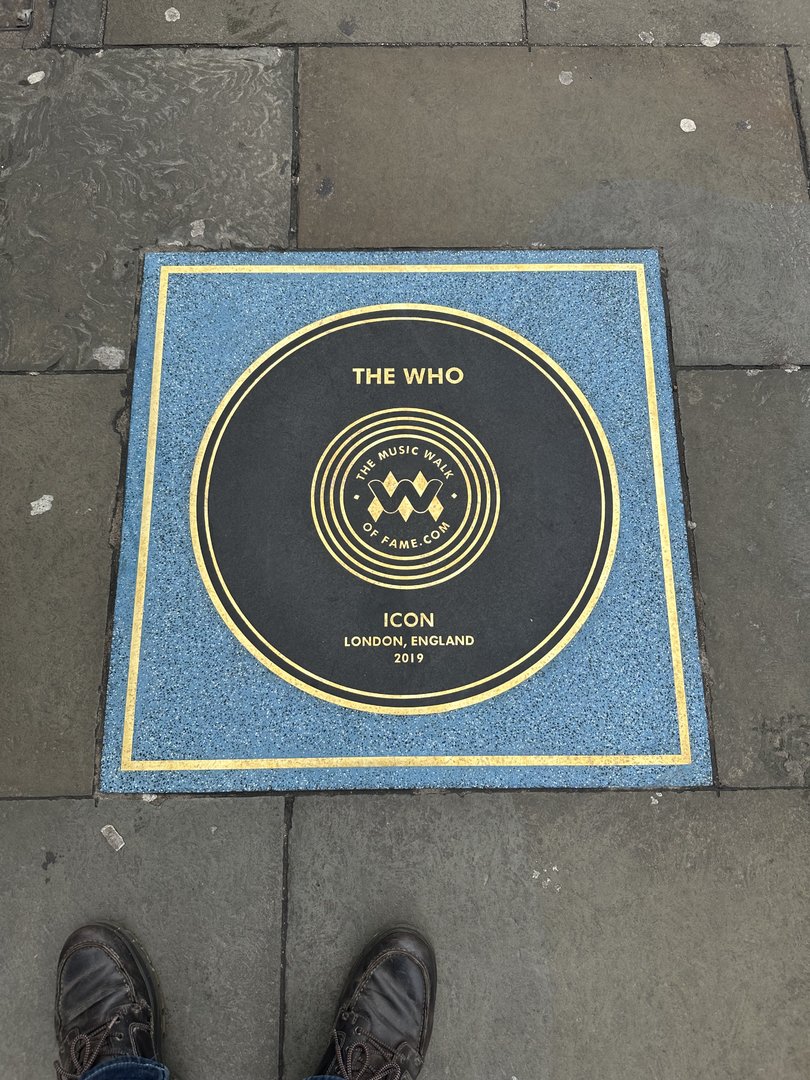 THE WHO
THE MUSIC WALK
W
OF FAME.COM
ICON
LONDON, ENGLAND
2019